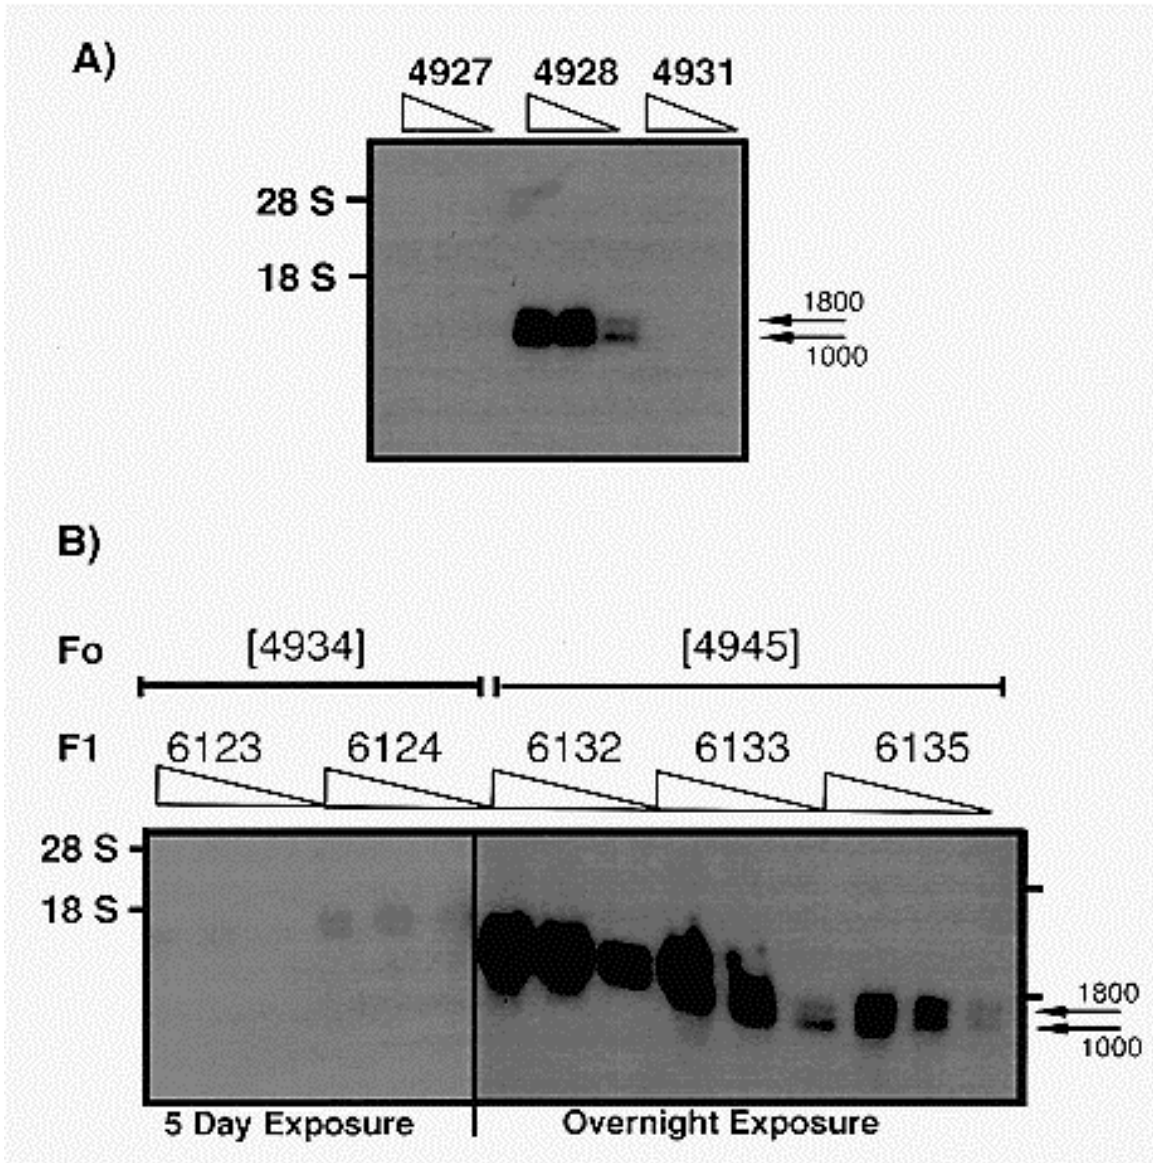 A)
4927 4928 4931
28 S
18 S
1800
1000
B)
Fo [4934] [4945]
F1 6123 6124 6132 6133 6135
28 S
18 S
1800
1000
5 Day Exposure Overnight Exposure